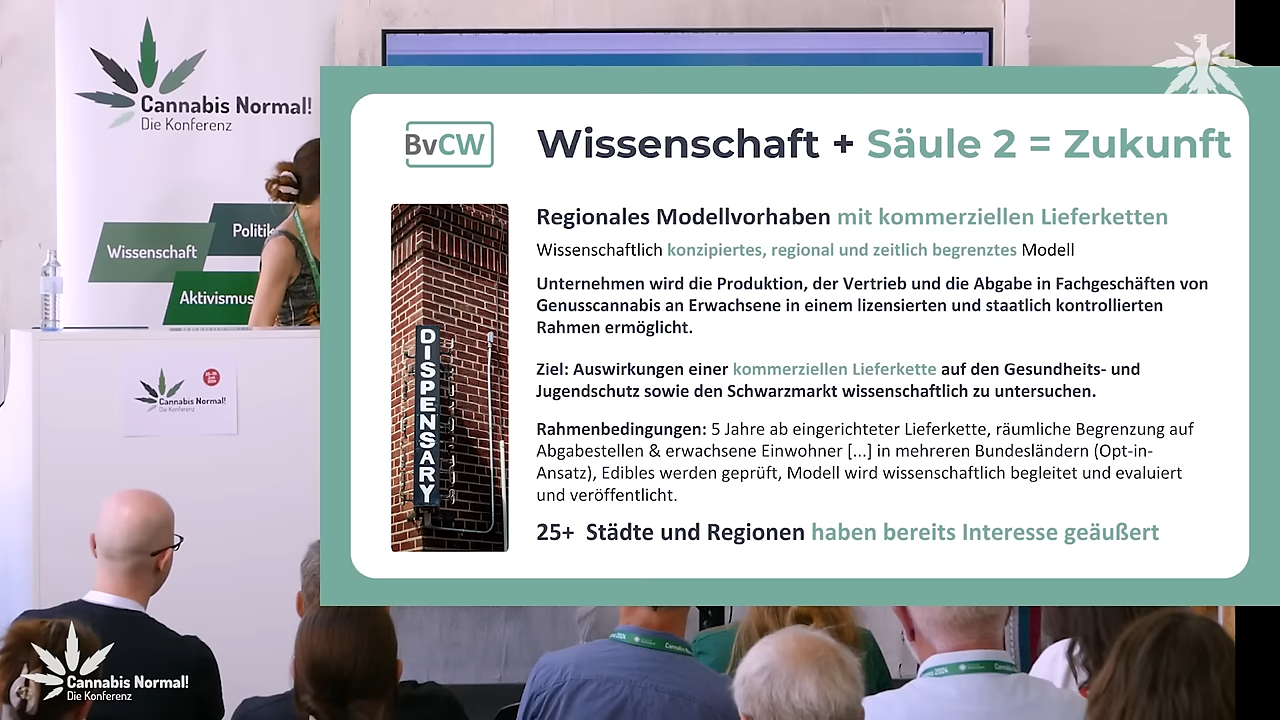 Cannabis Normal!
Die Konferenz
Wissenschaft
Politik
Aktivismus
Cannabis Normal!
Die Konferenz
BvCW
Wissenschaft + Säule 2 = Zukunft
DISPENSARY
Regionales Modellvorhaben mit kommerziellen Lieferketten
Wissenschaftlich konzipiertes, regional und zeitlich begrenztes Modell
Unternehmen wird die Produktion, der Vertrieb und die Abgabe in Fachgeschäften von
Genusscannabis an Erwachsene in einem lizensierten und staatlich kontrollierten
Rahmen ermöglicht.
Ziel: Auswirkungen einer kommerziellen Lieferkette auf den Gesundheits- und
Jugendschutz sowie den Schwarzmarkt wissenschaftlich zu untersuchen.
Rahmenbedingungen: 5 Jahre ab eingerichteter Lieferkette, räumliche Begrenzung auf
Abgabestellen & erwachsene Einwohner [...] in mehreren Bundesländern (Opt-in-
Ansatz), Edibles werden geprüft, Modell wird wissenschaftlich begleitet und evaluiert
und veröffentlicht.
25+ Städte und Regionen haben bereits Interesse geäußert
Cannabis Normal!
Die Konferenz